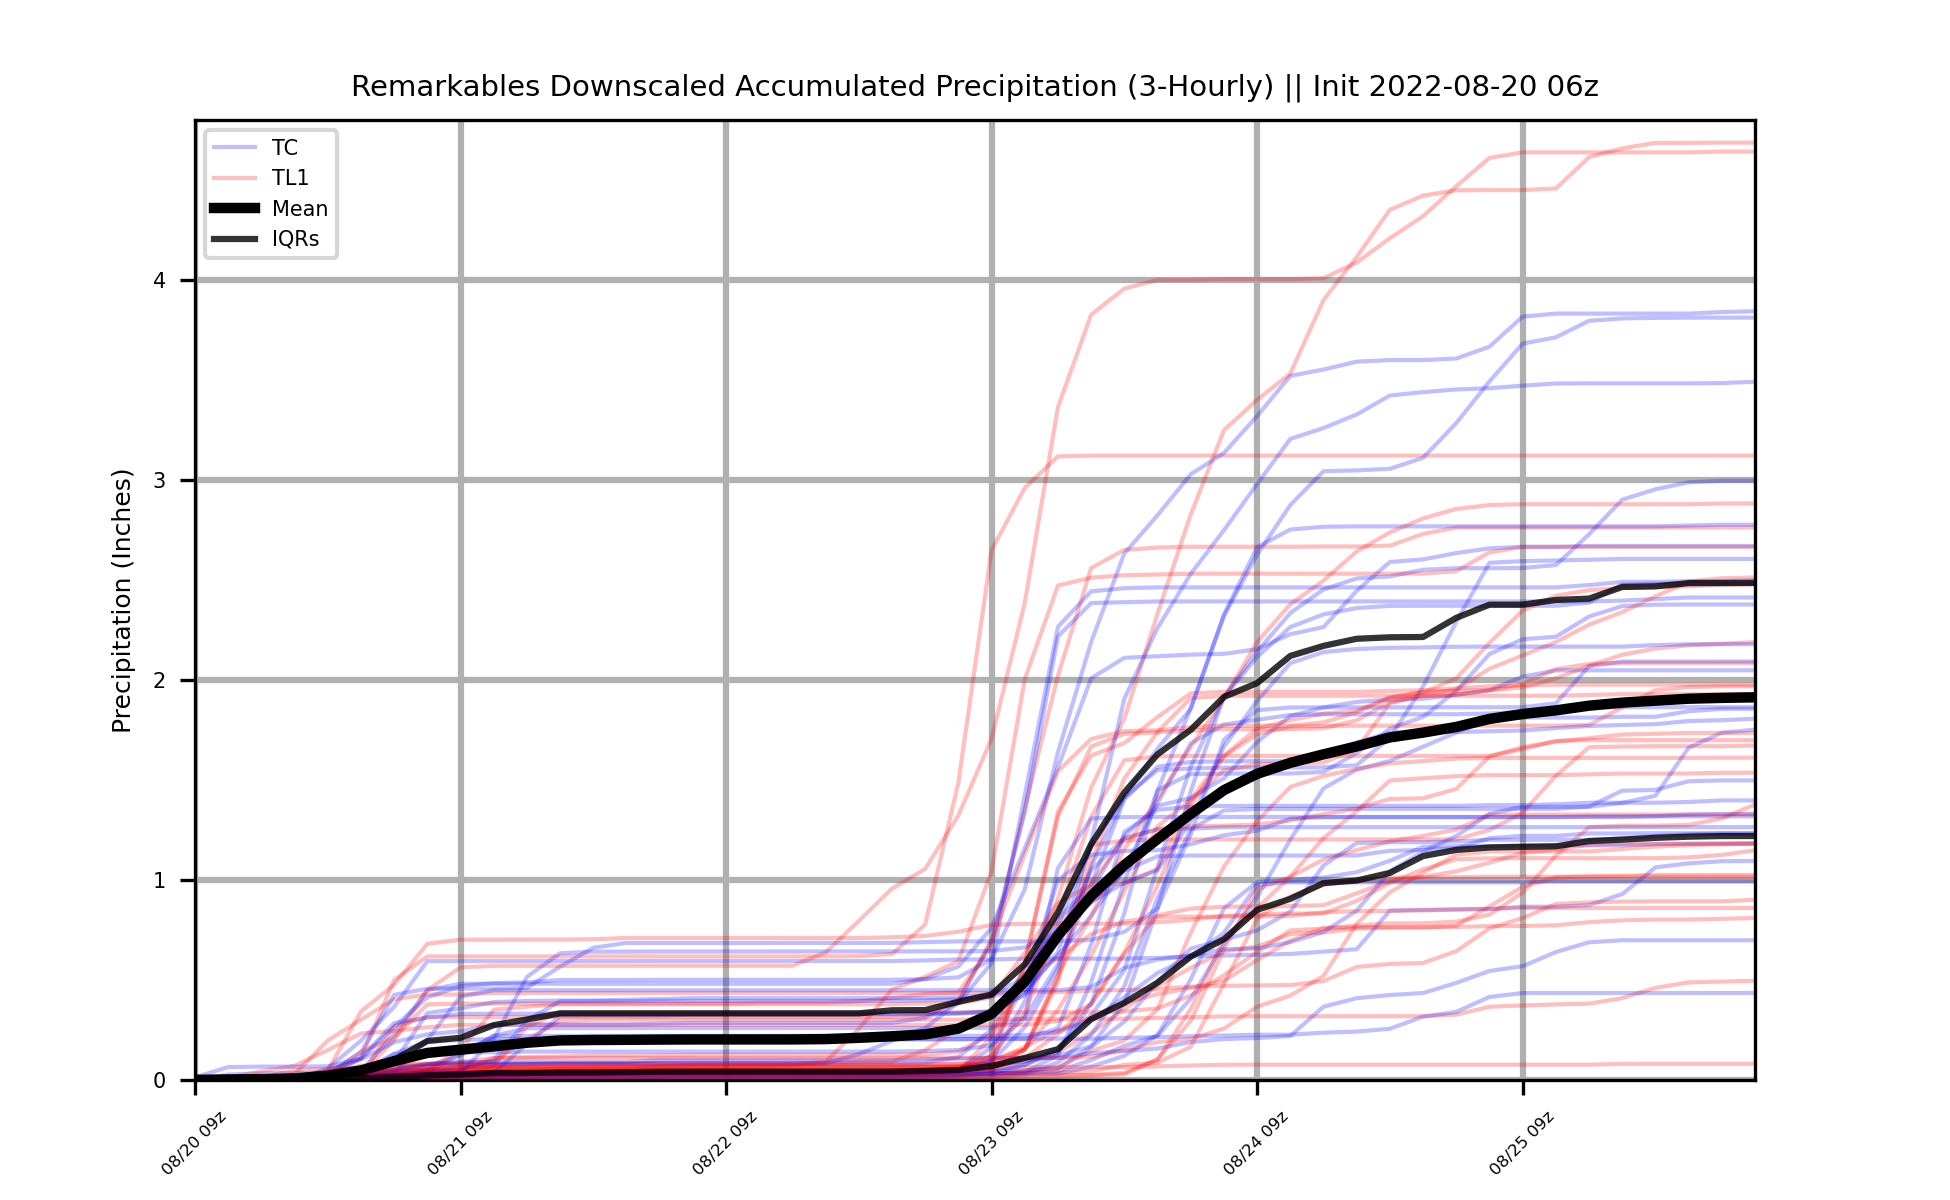 Remarkables Downscaled Accumulated Precipitation (3-Hourly) || Init 2022-08-20 06z
TC
TL1
Mean
IQRs
Precipitation (Inches)
4
3
2
1
0
08/20 09z
08/21 09z
08/22 09z
08/23 09z
08/24 09z
08/25 09z